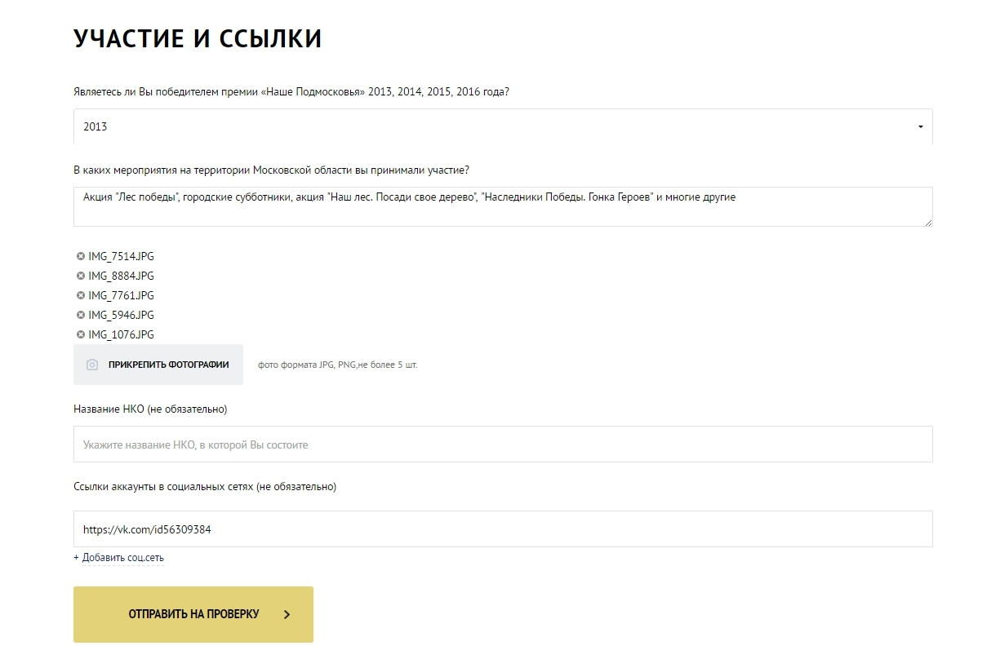 УЧАСТИЕ И ССЫЛКИ
Являетесь ли Вы победителем премии «Наше Подмосковья» 2013, 2014, 2015, 2016 года?
2013
В каких мероприятия на территории Московской области вы принимали участие?
Акция "Лес победы", городские субботники, акция "Наш лес. Посади свое дерево", "Наследники Победы. Гонка Героев" и многие другие
IMG_7514.JPG
IMG_8884.JPG
IMG_7761.JPG
IMG_5946.JPG
IMG_1076.JPG
ПРИКРЕПИТЬ ФОТОГРАФИИ фото формата JPG, PNG,не более 5 шт.
Название НКО (не обязательно)
Укажите название НКО, в которой Вы состоите
Ссылки аккаунты в социальных сетях (не обязательно)
https://vk.com/id56309384
+ Добавить соц.сеть
ОТПРАВИТЬ НА ПРОВЕРКУ